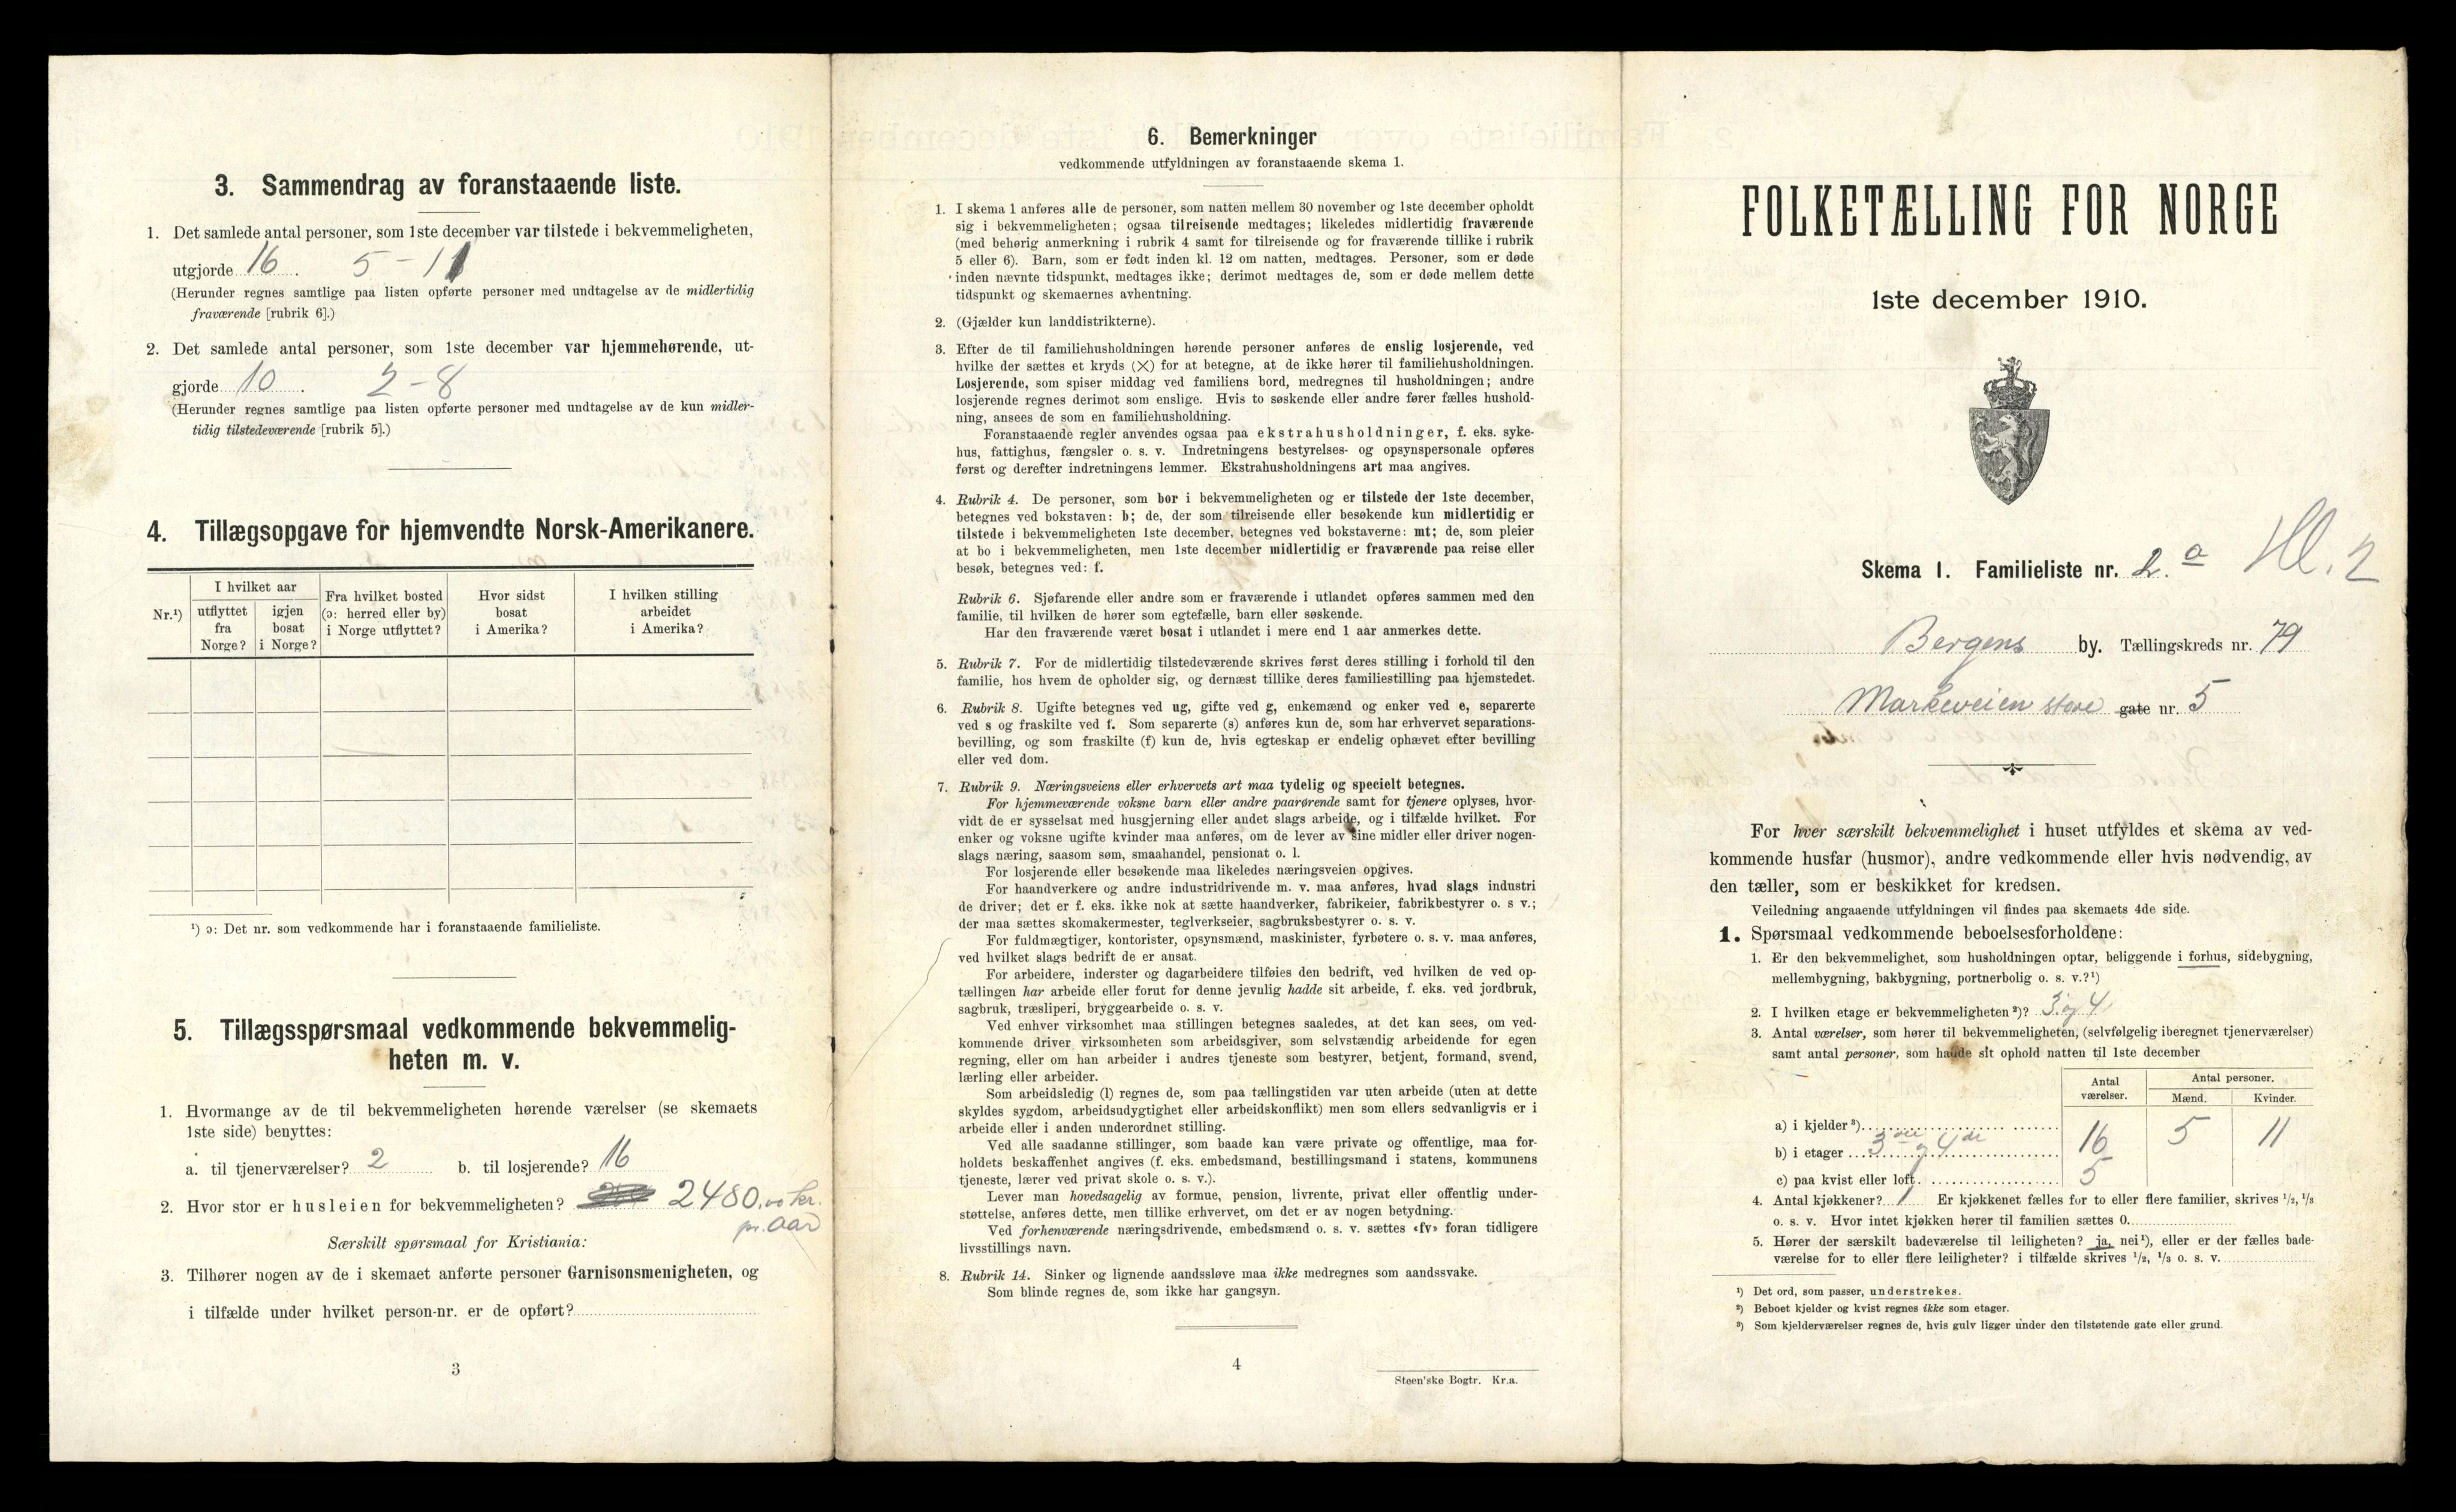 3. Sammendrag av foranstaaende liste.
1. Det samlede antal personer, som 1ste december var tilstede i bekvemmeligheten,
utgjorde 16. 5 - 11
(Herunder regnes samtlige paa listen opførte personer med undtagelse av de midlertidig
fraværende [rubrik 6].)
2. Det samlede antal personer, som 1ste december var hjemmehørende, ut-
gjorde 10. 2 - 8
(Herunder regnes samtlige paa listen opførte personer med undtagelse av de kun midler-
tidig tilstedeværende [rubrik 5].)
4. Tillægsopgave for hjemvendte Norsk-Amerikanere.
Nr.¹)
I hvilket aar
utflyttet
fra
Norge?
igjen
bosat
i Norge?
Fra hvilket bosted
(ɔ: herred eller by)
i Norge utflyttet?
Hvor sidst
bosat
i Amerika?
I hvilken stilling
arbeidet
i Amerika?
¹) ɔ: Det nr. som vedkommende har i foranstaaende familieliste.
5. Tillægsspørsmaal vedkommende bekvemmelig-
heten m. v.
1. Hvormange av de til bekvemmeligheten hørende værelser (se skemaets
1ste side) benyttes:
a. til tjenerværelser? 2 b. til losjerende? 16
2. Hvor stor er husleien for bekvemmeligheten? 2480,00 kr.
pr. aar
Særskilt spørsmaal for Kristiania:
3. Tilhører nogen av de i skemaet anførte personer Garnisonsmenigheten, og
i tilfælde under hvilket person-nr. er de opført?
3
6. Bemerkninger
vedkommende utfyldningen av foranstaaende skema 1.
1. I skema 1 anføres alle de personer, som natten mellem 30 november og 1ste december opholdt
sig i bekvemmeligheten; ogsaa tilreisende medtages; likeledes midlertidig fraværende
(med behørig anmerkning i rubrik 4 samt for tilreisende og for fraværende tillike i rubrik
5 eller 6). Barn, som er født inden kl. 12 om natten, medtages. Personer, som er døde
inden nævnte tidspunkt, medtages ikke; derimot medtages de, som er døde mellem dette
tidspunkt og skemaernes avhentning.
2. (Gjælder kun landdistrikterne).
3. Efter de til familiehusholdningen hørende personer anføres de enslig losjerende, ved
hvilke der sættes et kryds (×) for at betegne, at de ikke hører til familiehusholdningen.
Losjerende, som spiser middag ved familiens bord, medregnes til husholdningen; andre
losjerende regnes derimot som enslige. Hvis to søskende eller andre fører fælles hushold-
ning, ansees de som en familiehusholdning.
Foranstaaende regler anvendes ogsaa paa ekstrahusholdninger, f. eks. syke-
hus, fattighus, fængsler o. s. v. Indretningens bestyrelses- og opsynspersonale opføres
først og derefter indretningens lemmer. Ekstrahusholdningens art maa angives.
4. Rubrik 4. De personer, som bor i bekvemmeligheten og er tilstede der 1ste december,
betegnes ved bokstaven: b; de, der som tilreisende eller besøkende kun midlertidig er
tilstede i bekvemmeligheten 1ste december, betegnes ved bokstaverne: mt; de, som pleier
at bo i bekvemmeligheten, men 1ste december midlertidig er fraværende paa reise eller
besøk, betegnes ved: f.
Rubrik 6. Sjøfarende eller andre som er fraværende i utlandet opføres sammen med den
familie, til hvilken de hører som egtefælle, barn eller søskende.
Har den fraværende været bosat i utlandet i mere end 1 aar anmerkes dette.
5. Rubrik 7. For de midlertidig tilstedeværende skrives først deres stilling i forhold til den
familie, hos hvem de opholder sig, og dernæst tillike deres familiestilling paa hjemstedet.
6. Rubrik 8. Ugifte betegnes ved ug, gifte ved g, enkemænd og enker ved e, separerte
ved s og fraskilte ved f. Som separerte (s) anføres kun de, som har erhvervet separations-
bevilling, og som fraskilte (f) kun de, hvis egteskap er endelig ophævet efter bevilling
eller ved dom.
7. Rubrik 9. Næringsveiens eller erhvervets art maa tydelig og specielt betegnes.
For hjemmeværende voksne barn eller andre paarørende samt for tjenere oplyses, hvor-
vidt de er sysselsat med husgjerning eller andet slags arbeide, og i tilfælde hvilket. For
enker og voksne ugifte kvinder maa anføres, om de lever av sine midler eller driver nogen-
slags næring, saasom søm, smaahandel, pensionat o. l.
For losjerende eller besøkende maa likeledes næringsveien opgives.
For haandverkere og andre industridrivende m. v. maa anføres, hvad slags industri
de driver; det er f. eks. ikke nok at sætte haandverker, fabrikeier, fabrikbestyrer o. s v.;
der maa sættes skomakermester, teglverkseier, sagbruksbestyrer o. s. v.
For fuldmægtiger, kontorister, opsynsmænd, maskinister, fyrbøtere o. s. v. maa anføres,
ved hvilket slags bedrift de er ansat.
For arbeidere, inderster og dagarbeidere tilføies den bedrift, ved hvilken de ved op-
tællingen har arbeide eller forut for denne jevnlig hadde sit arbeide, f. eks. ved jordbruk,
sagbruk, træsliperi, bryggearbeide o. s. v.
Ved enhver virksomhet maa stillingen betegnes saaledes, at det kan sees, om ved-
kommende driver virksomheten som arbeidsgiver, som selvstændig arbeidende for egen
regning, eller om han arbeider i andres tjeneste som bestyrer, betjent, formand, svend,
lærling eller arbeider.
Som arbeidsledig (l) regnes de, som paa tællingstiden var uten arbeide (uten at dette
skyldes sygdom, arbeidsudygtighet eller arbeidskonflikt) men som ellers sedvanligvis er i
arbeide eller i anden underordnet stilling.
Ved alle saadanne stillinger, som baade kan være private og offentlige, maa for-
holdets beskaffenhet angives (f. eks. embedsmand, bestillingsmand i statens, kommunens
tjeneste, lærer ved privat skole o. s. v.).
Lever man hovedsagelig av formue, pension, livrente, privat eller offentlig under-
støttelse, anføres dette, men tillike erhvervet, om det er av nogen betydning.
Ved forhenværende næringsdrivende, embedsmænd o. s. v. sættes «fv» foran tidligere
livsstillings navn.
8. Rubrik 14. Sinker og lignende aandssløve maa ikke medregnes som aandssvake.
Som blinde regnes de, som ikke har gangsyn.
4
Steen'ske Bogtr. Kr.a.
FOLKETÆLLING FOR NORGE
1ste december 1910.
Skema 1. Familieliste nr. 2.a Hl. 2
Bergens by. Tællingskreds nr. 79
Markeveien store gate nr. 5
For hver særskilt bekvemmelighet i huset utfyldes et skema av ved-
kommende husfar (husmor), andre vedkommende eller hvis nødvendig, av
den tæller, som er beskikket for kredsen.
Veiledning angaaende utfyldningen vil findes paa skemaets 4de side.
1. Spørsmaal vedkommende beboelsesforholdene:
1. Er den bekvemmelighet, som husholdningen optar, beliggende i forhus, sidebygning,
mellembygning, bakbygning, portnerbolig o. s. v.?¹)
2. I hvilken etage er bekvemmeligheten²)? 3. og 4.
3. Antal værelser, som hører til bekvemmeligheten, (selvfølgelig iberegnet tjenerværelser)
samt antal personer, som hadde sit ophold natten til 1ste december
Antal
værelser.
Antal personer.
Mænd. Kvinder.
a) i kjelder³)
b) i etager 3die og 4de 16 5 11
c) paa kvist eller loft 5
4. Antal kjøkkener? 1 Er kjøkkenet fælles for to eller flere familier, skrives ¹/₂, ¹/₃
o. s. v. Hvor intet kjøkken hører til familien sættes 0.
5. Hører der særskilt badeværelse til leiligheten? ja, nei¹), eller er der fælles bade-
værelse for to eller flere leiligheter? i tilfælde skrives ¹/₂, ¹/₃ o. s. v.
¹) Det ord, som passer, understrekes.
²) Beboet kjelder og kvist regnes ikke som etager.
³) Som kjelderværelser regnes de, hvis gulv ligger under den tilstøtende gate eller grund.